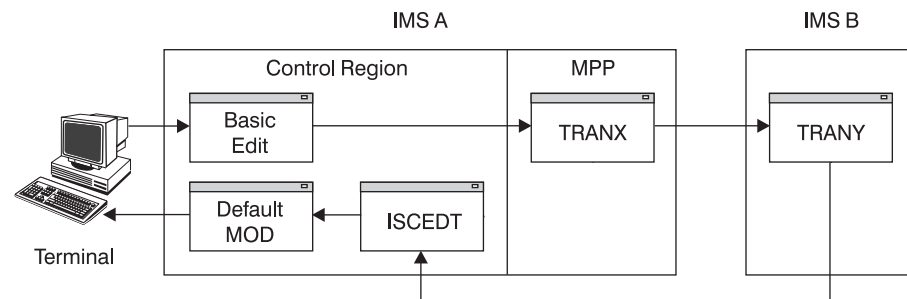 IMS A
IMS B
Control Region
MPP
Basic
Edit
TRANX
TRANY
Default
MOD
ISCEDT
Terminal